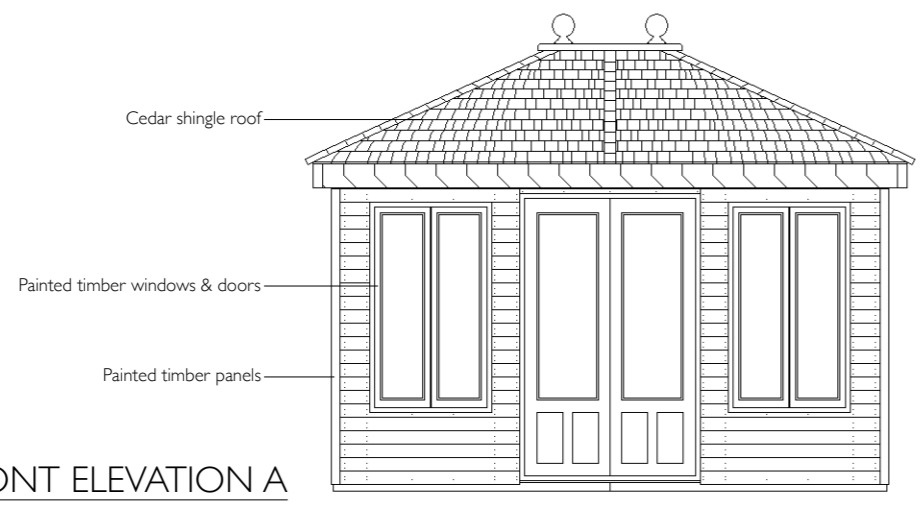 Cedar shingle roof
Painted timber windows & doors
Painted timber panels
ONT ELEVATION A